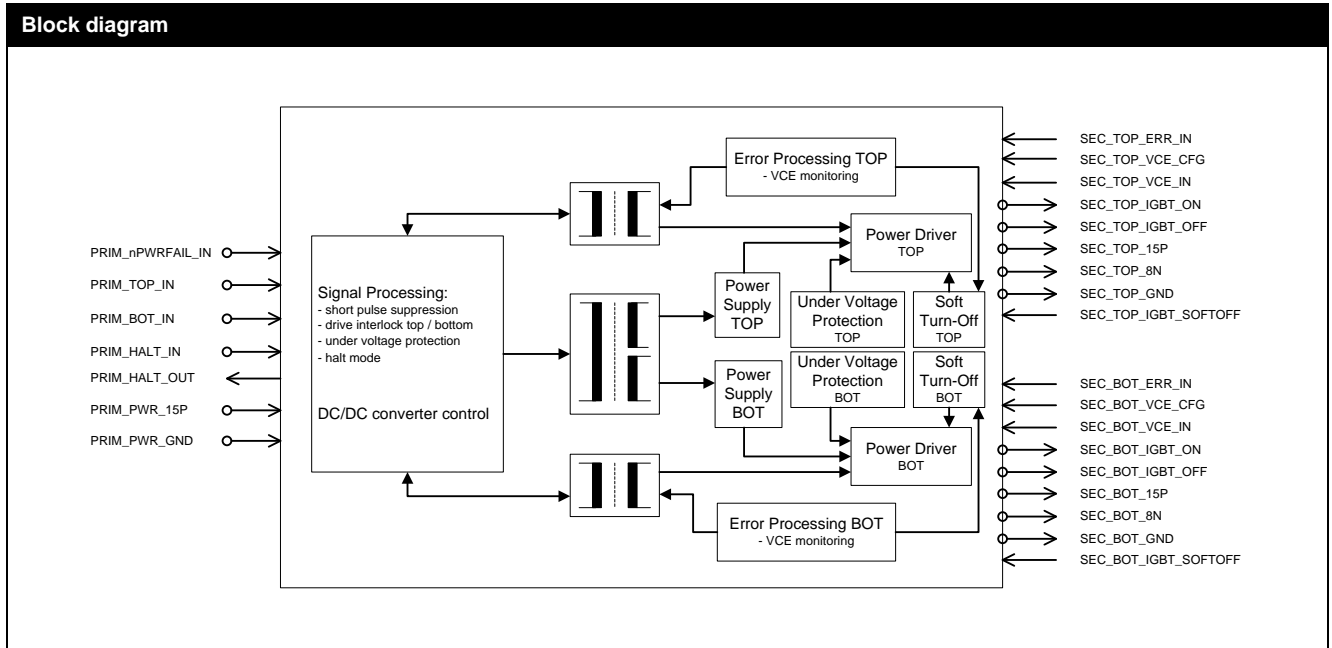 Block diagram
PRIM_nPWRFAIL_IN
PRIM_TOP_IN
PRIM_BOT_IN
PRIM_HALT_IN
PRIM_HALT_OUT
PRIM_PWR_15P
PRIM_PWR_GND
Signal Processing:
- short pulse suppression
- drive interlock top / bottom
- under voltage protection
- halt mode
DC/DC converter control
Error Processing TOP
- VCE monitoring
Power Driver
TOP
Power
Supply
TOP
Under Voltage
Protection
TOP
Soft
Turn-Off
TOP
Power
Supply
BOT
Under Voltage
Protection
BOT
Soft
Turn-Off
BOT
Power Driver
BOT
Error Processing BOT
- VCE monitoring
SEC_TOP_ERR_IN
SEC_TOP_VCE_CFG
SEC_TOP_VCE_IN
SEC_TOP_IGBT_ON
SEC_TOP_IGBT_OFF
SEC_TOP_15P
SEC_TOP_8N
SEC_TOP_GND
SEC_TOP_IGBT_SOFTOFF
SEC_BOT_ERR_IN
SEC_BOT_VCE_CFG
SEC_BOT_VCE_IN
SEC_BOT_IGBT_ON
SEC_BOT_IGBT_OFF
SEC_BOT_15P
SEC_BOT_8N
SEC_BOT_GND
SEC_BOT_IGBT_SOFTOFF